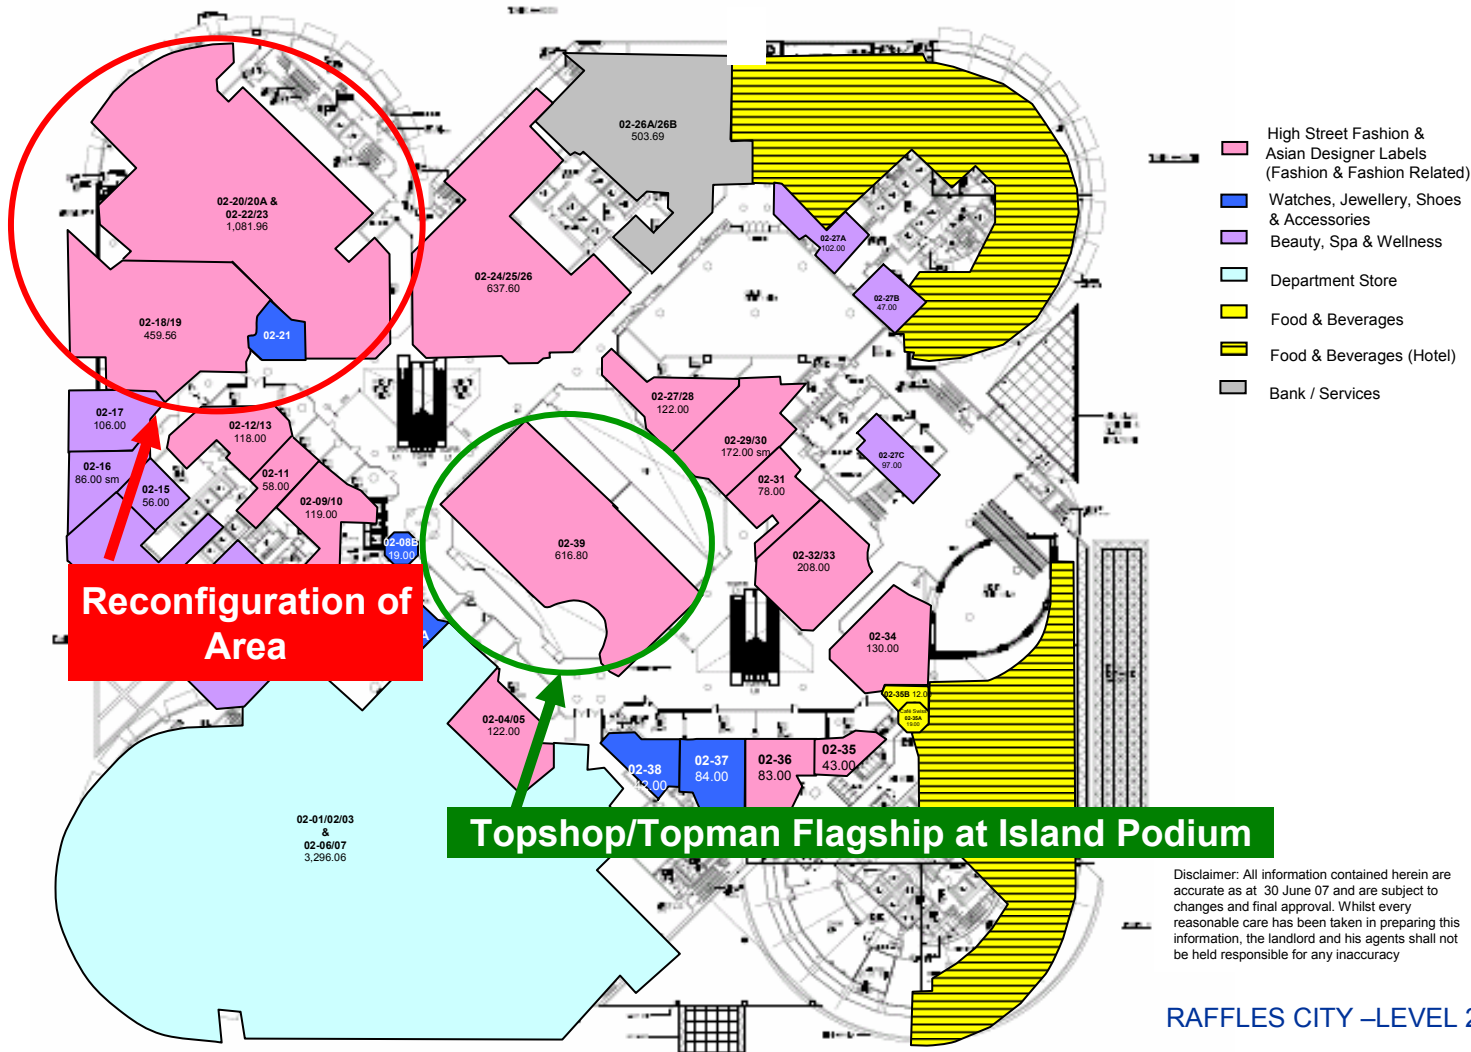 02-26A/26B
503.69
High Street Fashion &
Asian Designer Labels
(Fashion & Fashion Related)
Watches, Jewellery, Shoes
& Accessories
Beauty, Spa & Wellness
Department Store
Food & Beverages
Food & Beverages (Hotel)
Bank / Services
02-20/20A &
02-22/23
1,081.96
02-27A
102.00
02-24/25/26
637.60
02-27B
47.00
02-18/19
459.56
02-21
02-17
106.00
02-12/13
118.00
02-27/28
122.00
02-29/30
172.00 sm
02-16
86.00 sm
02-15
56.00
02-11
58.00
02-09/10
119.00
02-31
78.00
02-27C
97.00
02-08B
19.00
02-39
616.80
02-32/33
208.00
Reconfiguration of
Area
A
02-34
130.00
02-35B 12.0
02-35A
02-04/05
122.00
02-38
2.00
02-37
84.00
02-36
83.00
02-35
43.00
02-01/02/03
&
02-06/07
3,296.06
Topshop/Topman Flagship at Island Podium
Disclaimer: All information contained herein are
accurate as at 30 June 07 and are subject to
changes and final approval. Whilst every
reasonable care has been taken in preparing this
information, the landlord and his agents shall not
be held responsible for any inaccuracy
RAFFLES CITY –LEVEL 2